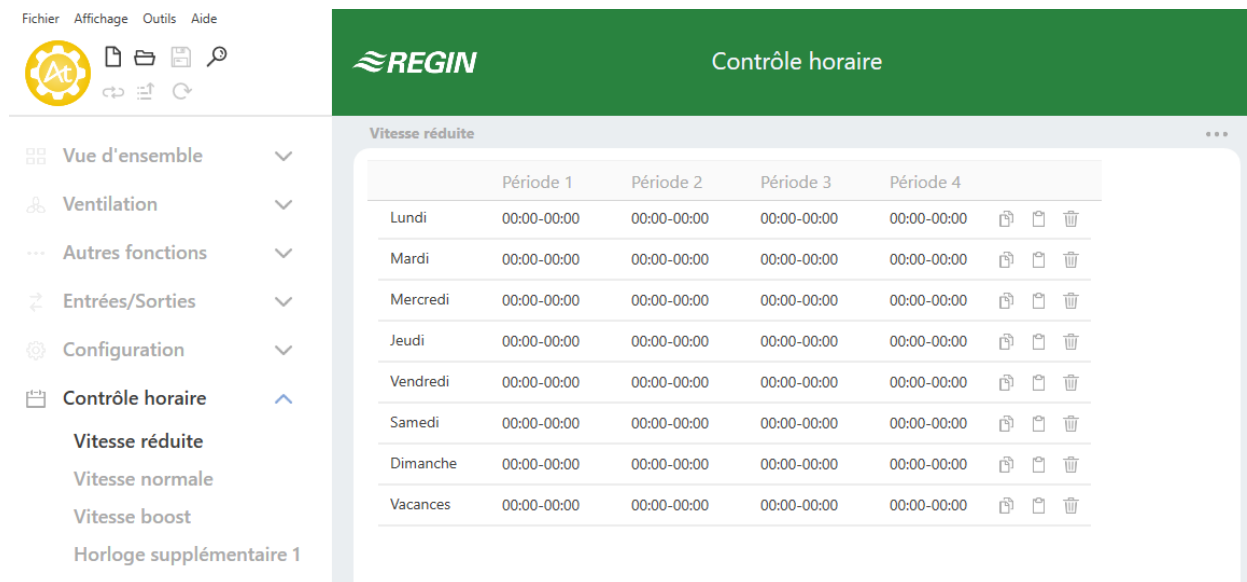 Fichier Affichage Outils Aide
At
REGIN
Contrôle horaire
Vue d'ensemble
Ventilation
Autres fonctions
Entrées/Sorties
Configuration
Contrôle horaire
Vitesse réduite
Vitesse normale
Vitesse boost
Horloge supplémentaire 1
Vitesse réduite
Période 1 Période 2 Période 3 Période 4
Lundi 00:00-00:00 00:00-00:00 00:00-00:00 00:00-00:00
Mardi 00:00-00:00 00:00-00:00 00:00-00:00 00:00-00:00
Mercredi 00:00-00:00 00:00-00:00 00:00-00:00 00:00-00:00
Jeudi 00:00-00:00 00:00-00:00 00:00-00:00 00:00-00:00
Vendredi 00:00-00:00 00:00-00:00 00:00-00:00 00:00-00:00
Samedi 00:00-00:00 00:00-00:00 00:00-00:00 00:00-00:00
Dimanche 00:00-00:00 00:00-00:00 00:00-00:00 00:00-00:00
Vacances 00:00-00:00 00:00-00:00 00:00-00:00 00:00-00:00